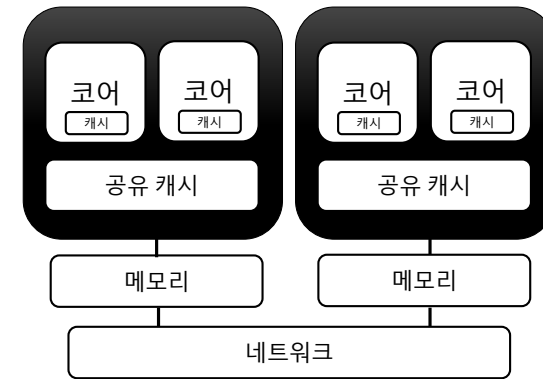 코어 코어 코어 코어
캐시 캐시 캐시 캐시
공유 캐시 공유 캐시
메모리 메모리
네트워크